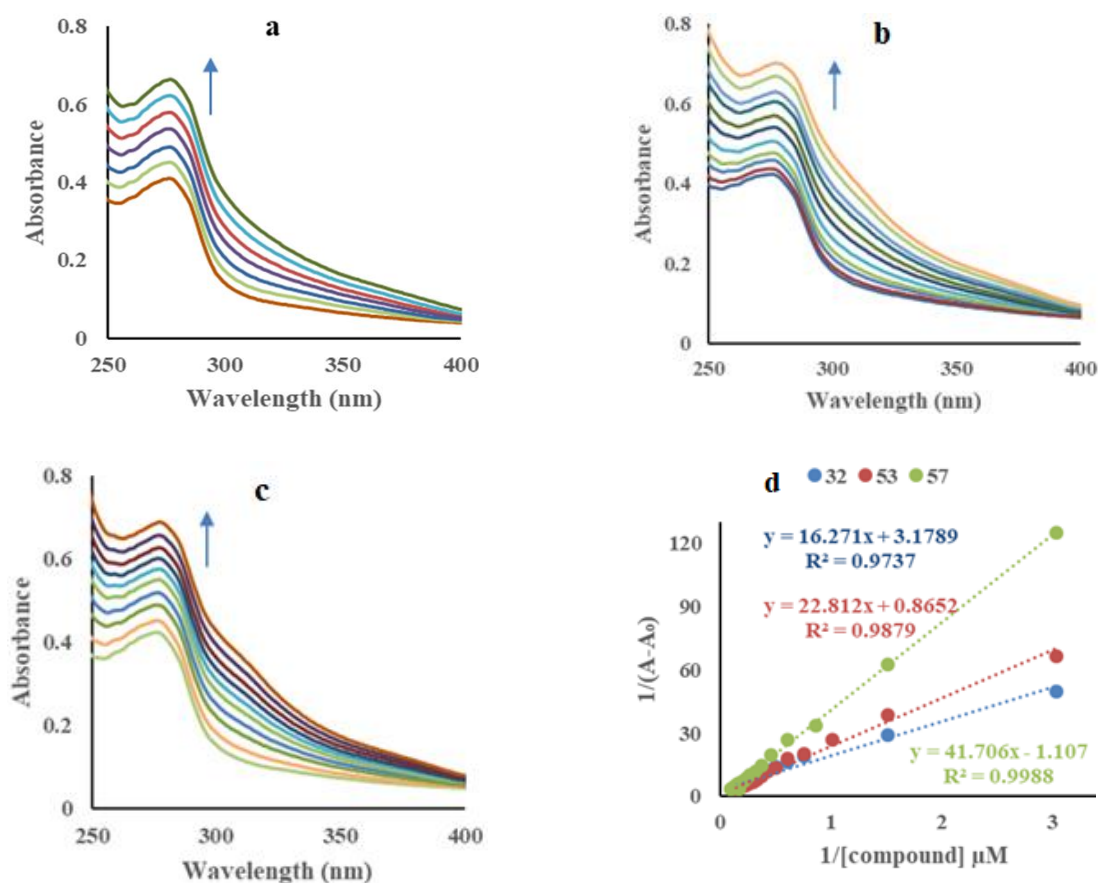 a
0.8
0.6
0.4
0.2
0
250
300
350
400
Absorbance
Wavelength (nm)
b
0.8
0.6
0.4
0.2
0
250
300
350
400
Absorbance
Wavelength (nm)
c
0.8
0.6
0.4
0.2
0
250
300
350
400
Absorbance
Wavelength (nm)
d
32 53 57
y = 16.271x + 3.1789
R² = 0.9737
y = 22.812x + 0.8652
R² = 0.9879
y = 41.706x - 1.107
R² = 0.9988
120
90
60
30
0
0
1
2
3
1/(A-A₀)
1/[compound] µM